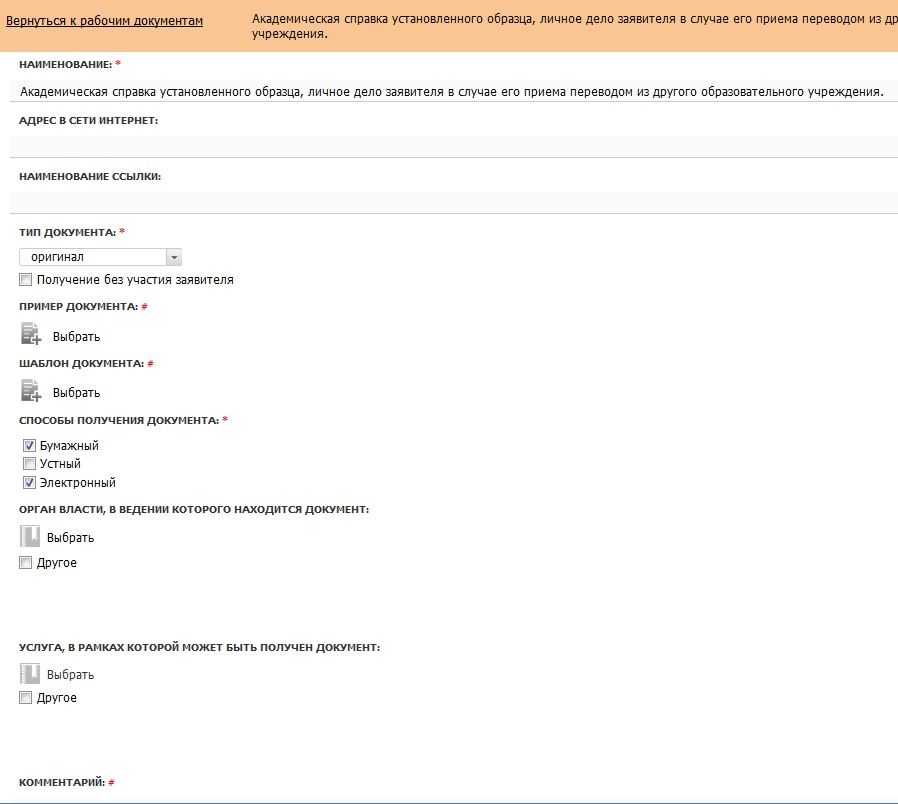 Вернуться к рабочим документам
Академическая справка установленного образца, личное дело заявителя в случае его приема переводом из др
учреждения.
НАИМЕНОВАНИЕ: *
Академическая справка установленного образца, личное дело заявителя в случае его приема переводом из другого образовательного учреждения.
АДРЕС В СЕТИ ИНТЕРНЕТ:
НАИМЕНОВАНИЕ ССЫЛКИ:
ТИП ДОКУМЕНТА: *
оригинал
Получение без участия заявителя
ПРИМЕР ДОКУМЕНТА: #
Выбрать
ШАБЛОН ДОКУМЕНТА: #
Выбрать
СПОСОБЫ ПОЛУЧЕНИЯ ДОКУМЕНТА: *
Бумажный
Устный
Электронный
ОРГАН ВЛАСТИ, В ВЕДЕНИИ КОТОРОГО НАХОДИТСЯ ДОКУМЕНТ:
Выбрать
Другое
УСЛУГА, В РАМКАХ КОТОРОЙ МОЖЕТ БЫТЬ ПОЛУЧЕН ДОКУМЕНТ:
Выбрать
Другое
КОММЕНТАРИЙ: #